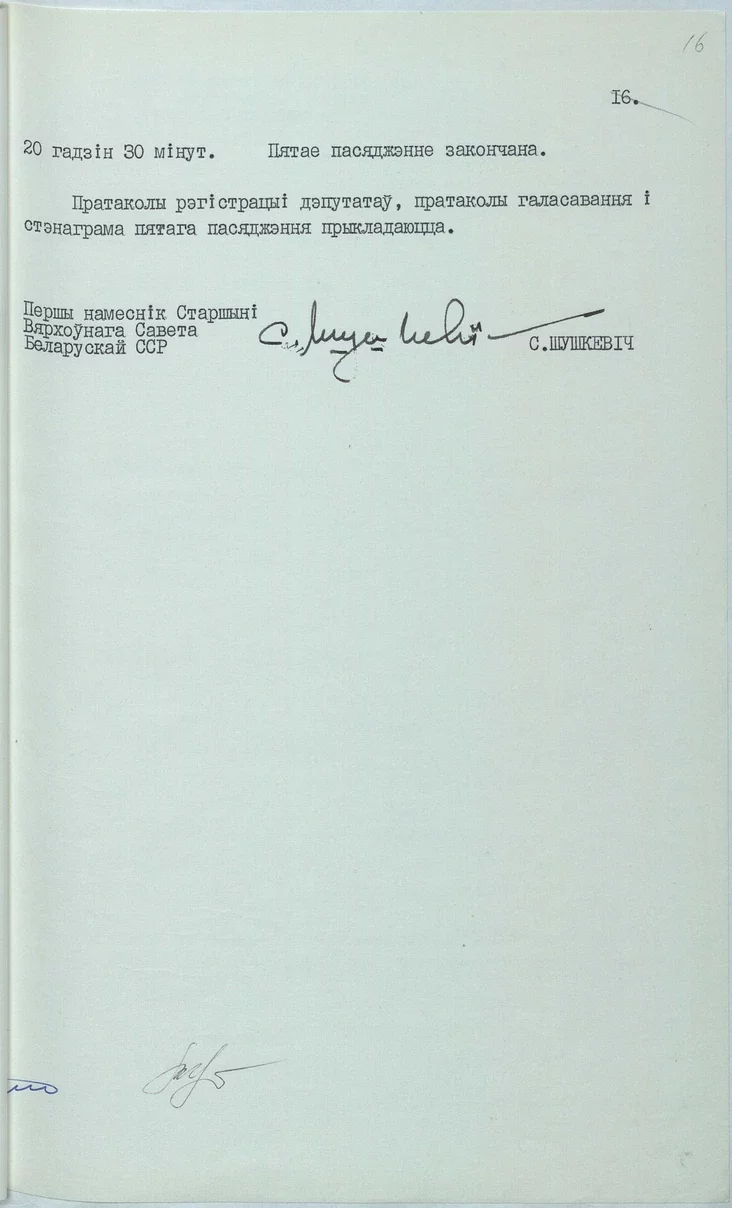 16
I6.
20 гадзін 30 мінут. Пятае пасяджэнне закончана.
Пратаколы рэгістрацыі дэпутатаў, пратаколы галасавання і
стэнаграма пятага пасяджэння прыкладаюцца.
Першы намеснік Старшыні
Вярхоўнага Савета
Беларускай ССР
С.ШУШКЕВІЧ